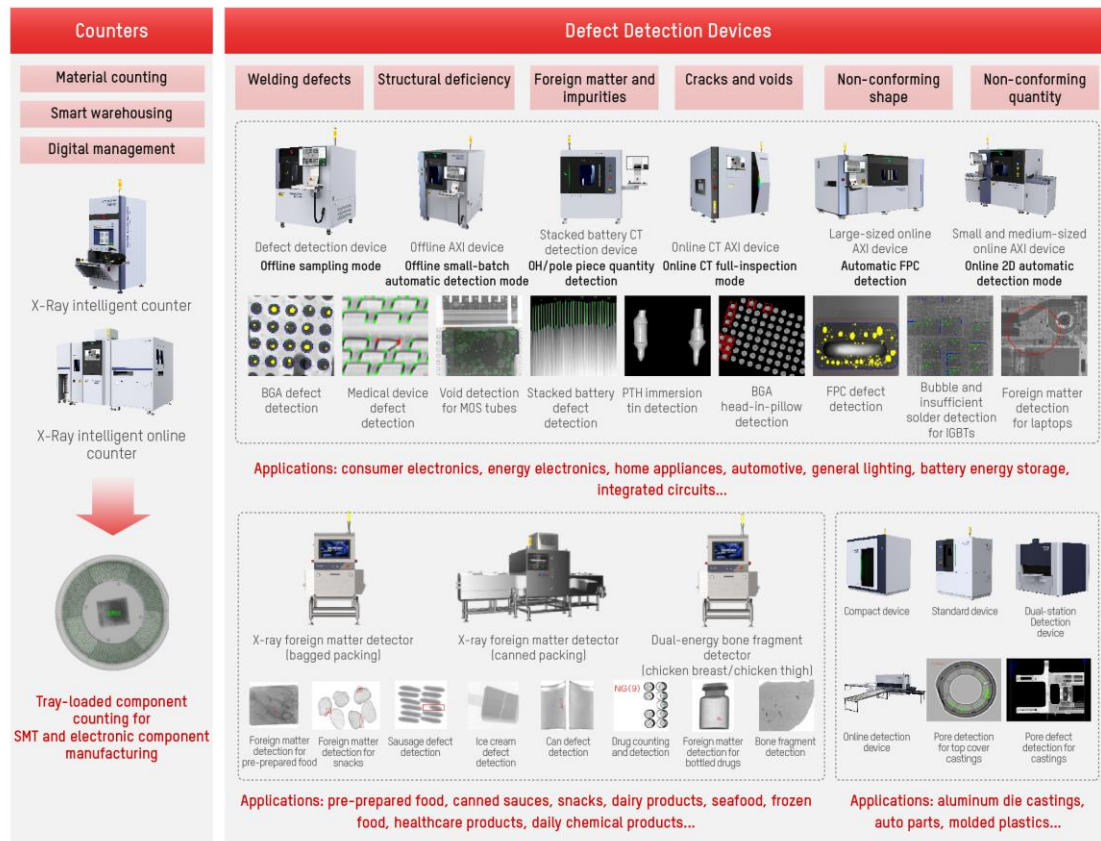 Counters
Material counting
Smart warehousing
Digital management
X-Ray intelligent counter
X-Ray intelligent online
counter
Tray-loaded component
counting for
SMT and electronic component
manufacturing
Defect Detection Devices
Welding defects
Structural deficiency
Foreign matter and
impurities
Cracks and voids
Non-conforming
shape
Non-conforming
quantity
Defect detection device
Offline sampling mode
Offline AXI device
Offline small-batch
automatic detection mode
Stacked battery CT
detection device
OH/pole piece quantity
detection
Online CT AXI device
Online CT full-inspection
mode
Large-sized online
AXI device
Automatic FPC
detection
Small and medium-sized
online AXI device
Online 2D automatic
detection mode
BGA defect
detection
Medical device
defect
detection
Void detection
for MOS tubes
Stacked battery
defect
detection
PTH immersion
tin detection
BGA
head-in-pillow
detection
FPC defect
detection
Bubble and
insufficient
solder detection
for IGBTs
Foreign matter
detection
for laptops
Applications: consumer electronics, energy electronics, home appliances, automotive, general lighting, battery energy storage,
integrated circuits...
X-ray foreign matter detector
(bagged packing)
X-ray foreign matter detector
(canned packing)
Dual-energy bone fragment
detector
(chicken breast/chicken thigh)
NG(9)
Foreign matter
detection for
pre-prepared food
Foreign matter
detection for
snacks
Sausage defect
detection
Ice cream
defect
detection
Can defect
detection
Drug counting
and detection
Foreign matter
detection for
bottled drugs
Bone fragment
detection
Applications: pre-prepared food, canned sauces, snacks, dairy products, seafood, frozen
food, healthcare products, daily chemical products...
Compact device
Standard device
Dual-station
Detection
device
Online detection
device
Pore detection
for top cover
castings
Pore defect
detection for
castings
Applications: aluminum die castings,
auto parts, molded plastics...